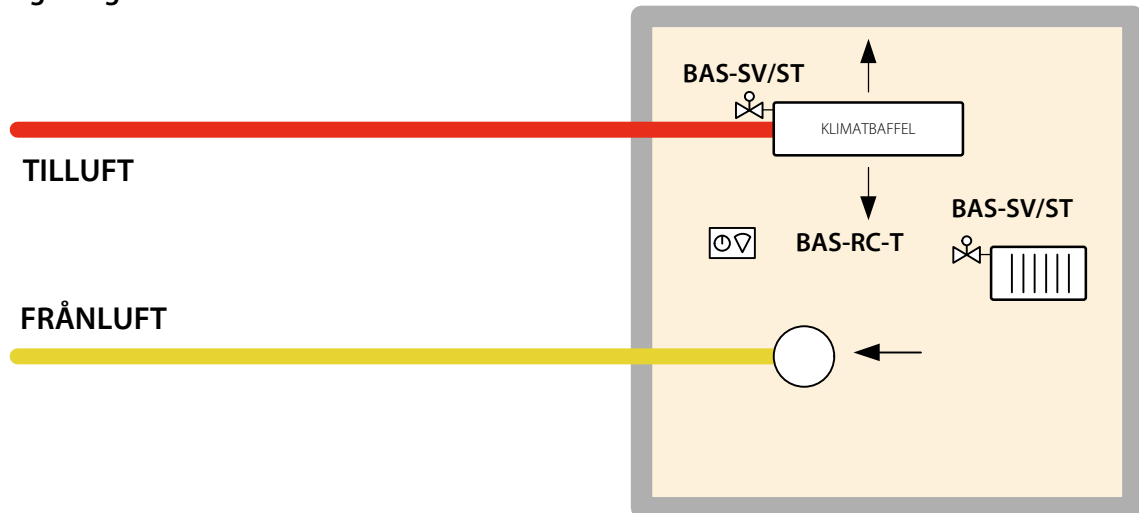 BAS-SV/ST
KLIMATBAFFEL
TILLUFT
BAS-SV/ST
BAS-RC-T
FRÅNLUFT